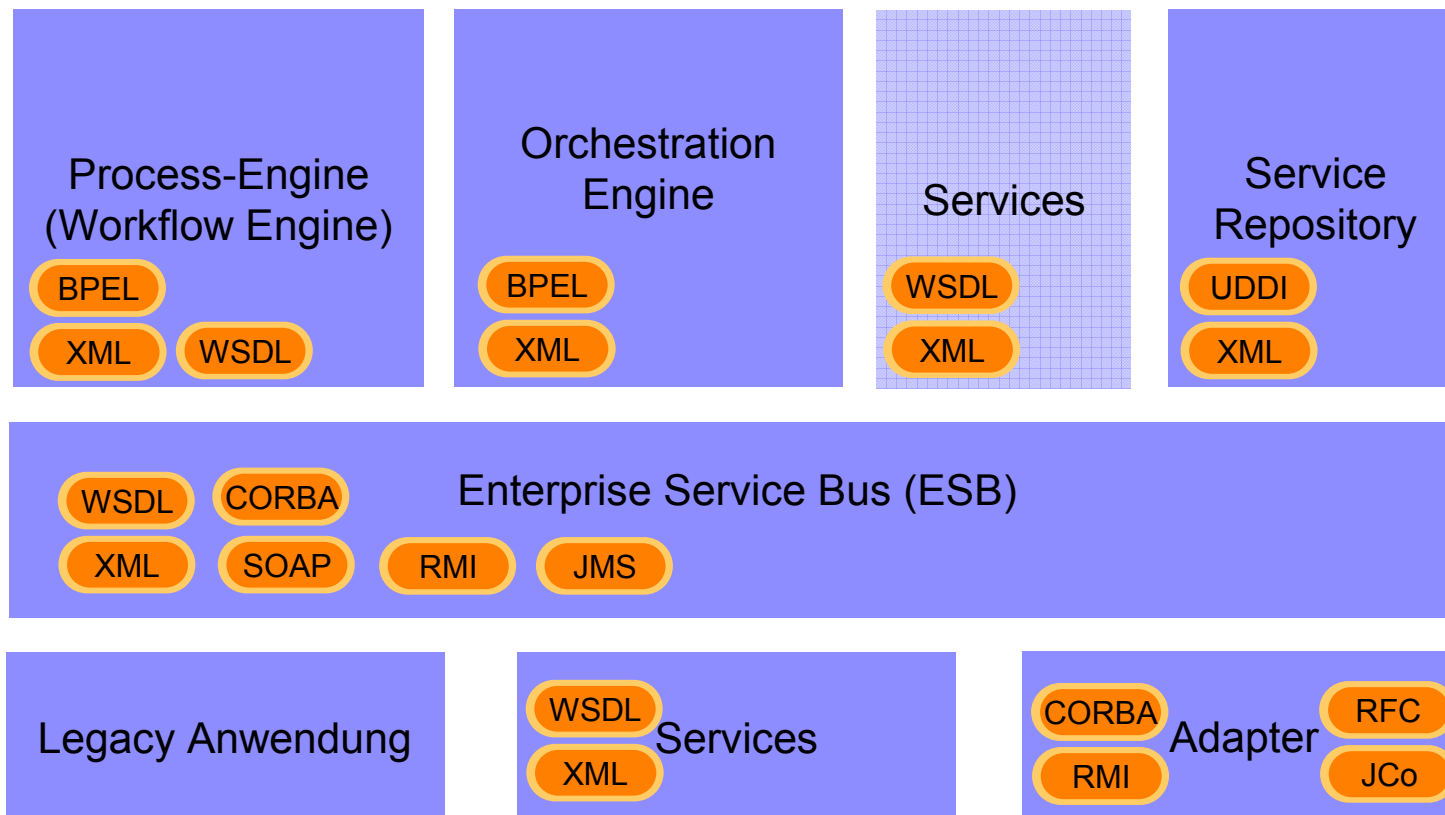 Process-Engine
(Workflow Engine)
BPEL
XML
WSDL
Orchestration
Engine
BPEL
XML
Services
WSDL
XML
Service
Repository
UDDI
XML
Enterprise Service Bus (ESB)
WSDL
CORBA
XML
SOAP
RMI
JMS
Legacy Anwendung
WSDL
Services
XML
CORBA
Adapter
RFC
RMI
JCo